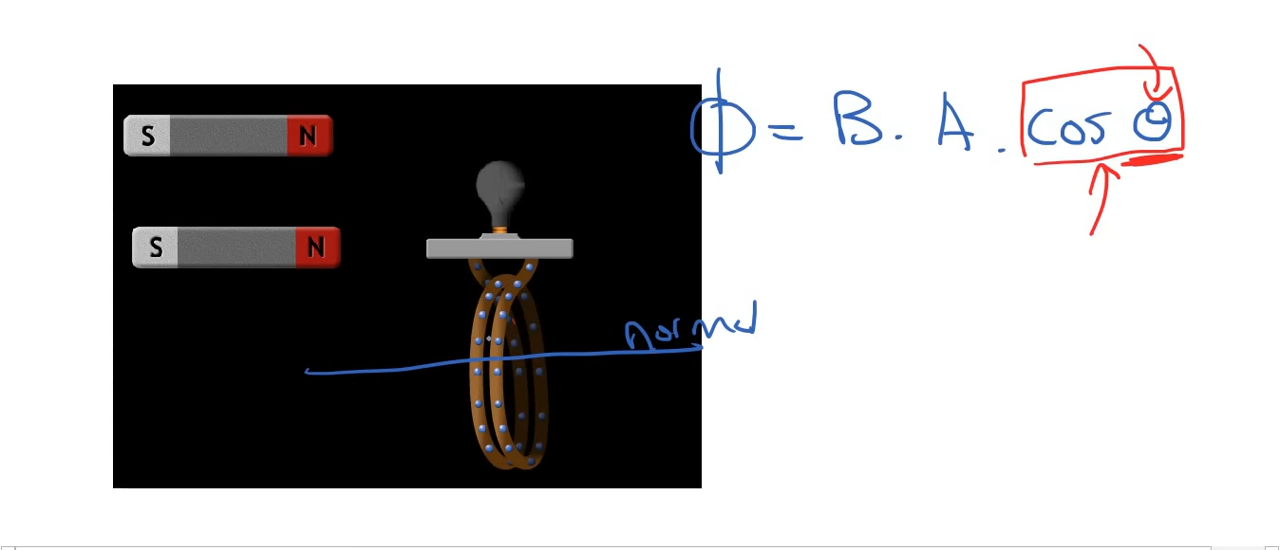 S N
ϕ = B. A. cos θ
S N
normal